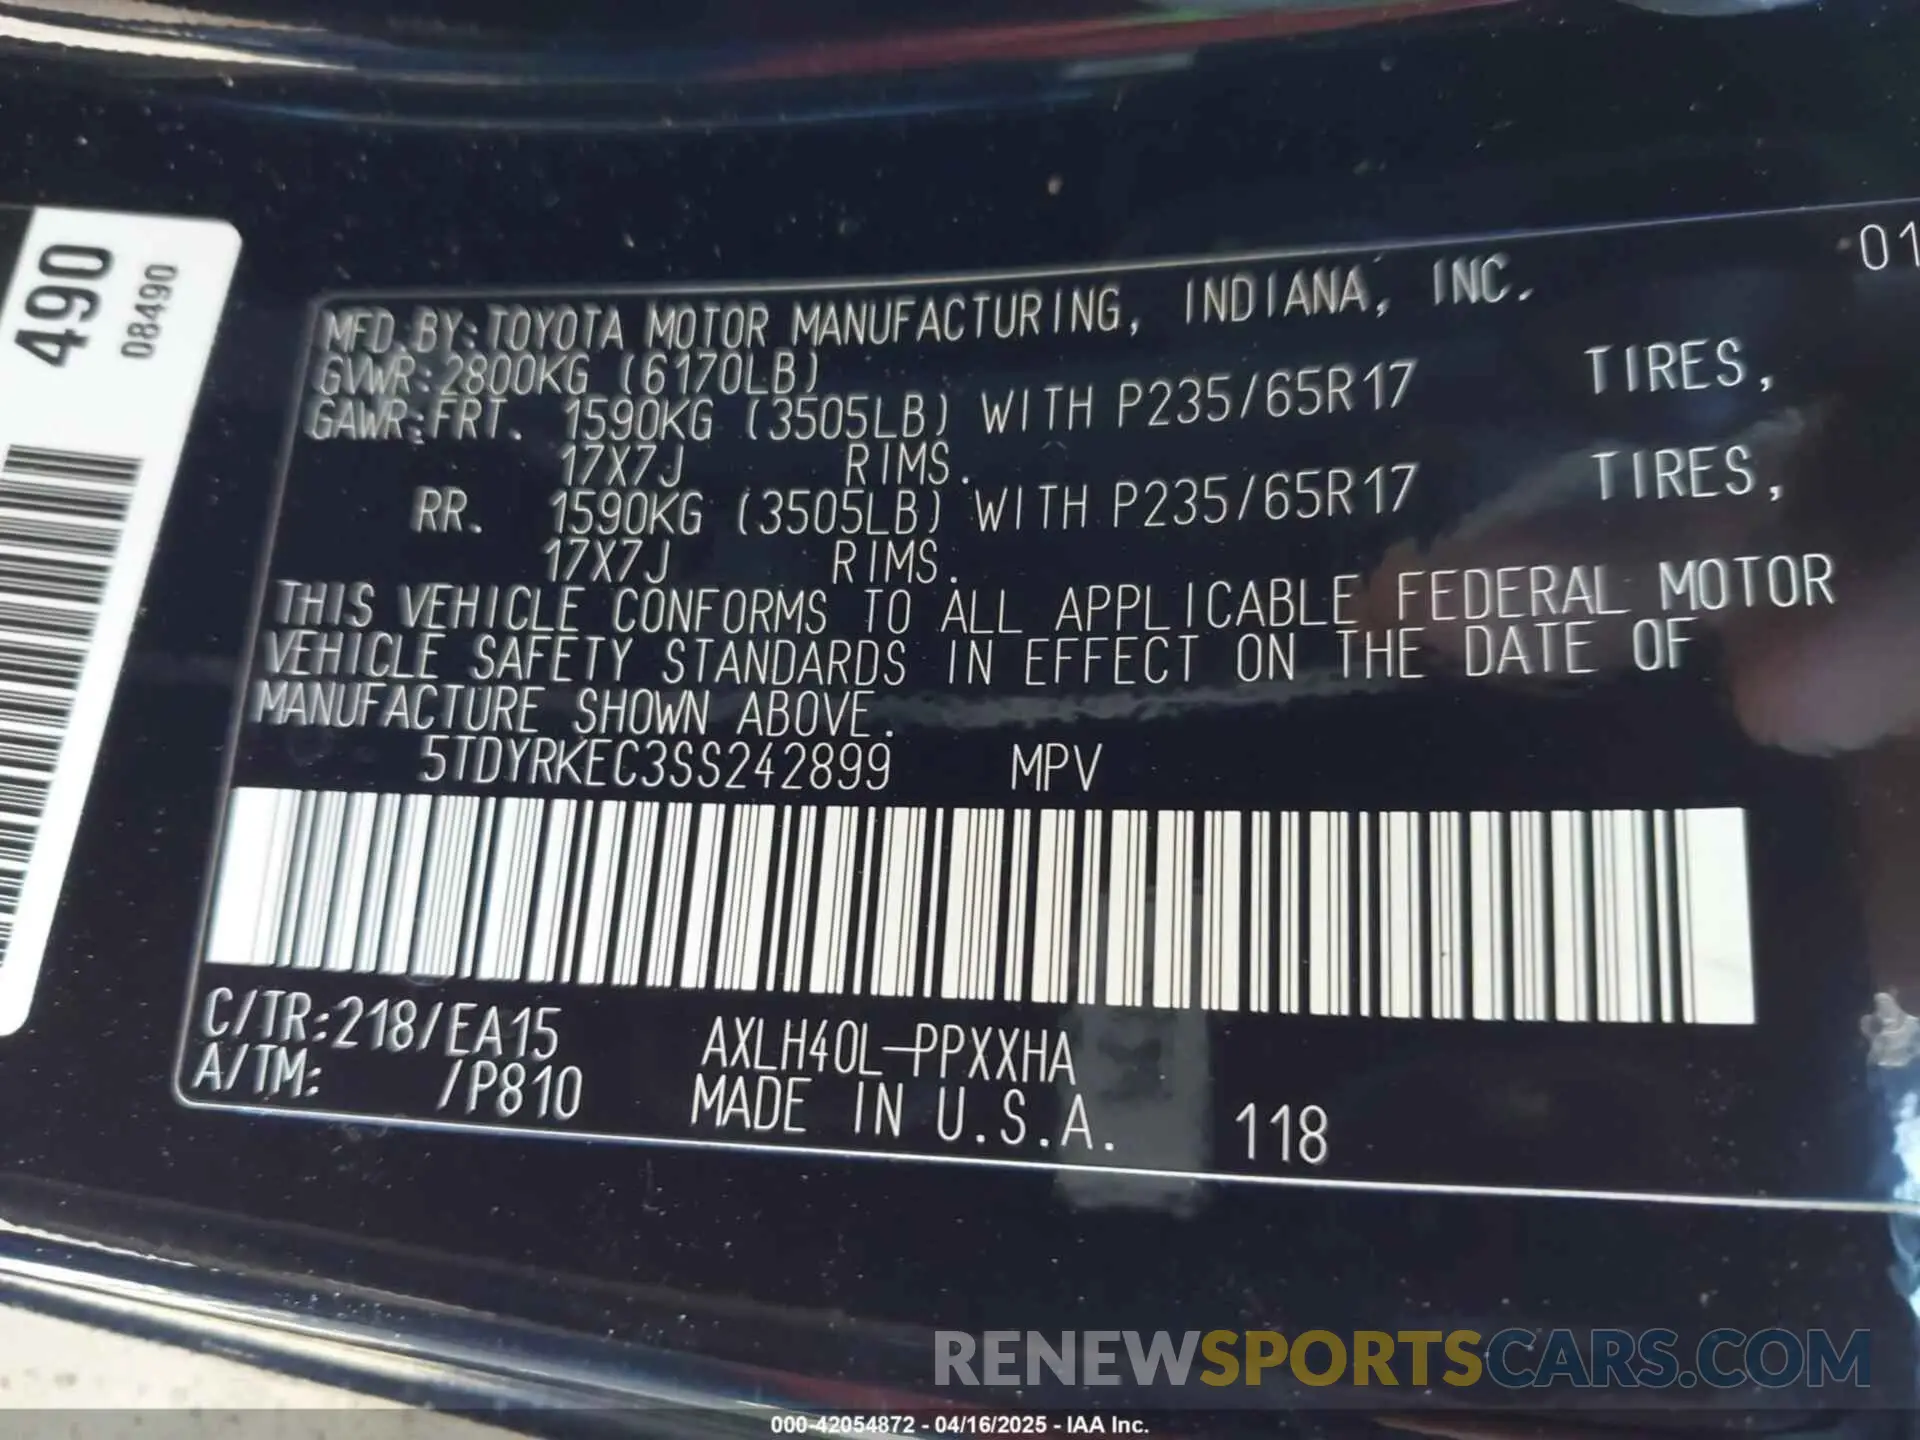 490
08490
01
MFD.BY:TOYOTA MOTOR MANUFACTURING, INDIANA, INC.
GVWR:2800KG (6170LB)
GAWR:FRT. 1590KG (3505LB) WITH P235/65R17 TIRES,
17X7J RIMS.
RR. 1590KG (3505LB) WITH P235/65R17 TIRES,
17X7J RIMS.
THIS VEHICLE CONFORMS TO ALL APPLICABLE FEDERAL MOTOR
VEHICLE SAFETY STANDARDS IN EFFECT ON THE DATE OF
MANUFACTURE SHOWN ABOVE.
5TDYRKEC3SS242899 MPV
C/TR:218/EA15 AXLH40L-PPXXHA
A/TM: /P810 MADE IN U.S.A. 118
RENEWSPORTSCARS.COM
000-42054872 - 04/16/2025 - IAA Inc.